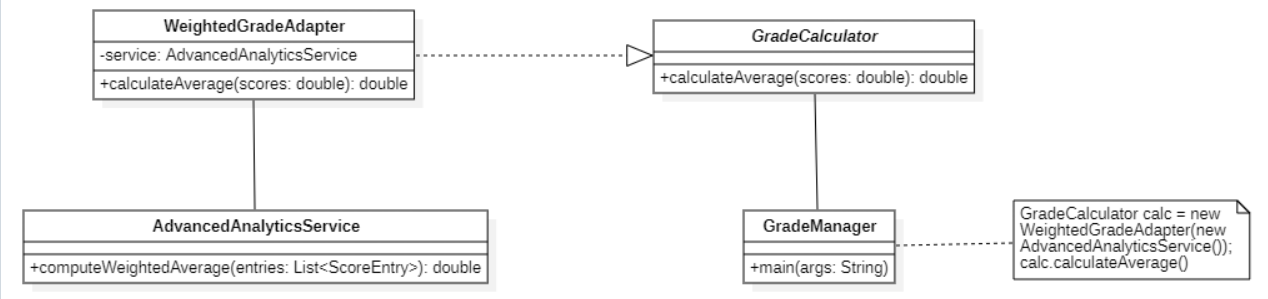 WeightedGradeAdapter
-service: AdvancedAnalyticsService
+calculateAverage(scores: double): double
GradeCalculator
+calculateAverage(scores: double): double
AdvancedAnalyticsService
+computeWeightedAverage(entries: List<ScoreEntry>): double
GradeManager
+main(args: String)
GradeCalculator calc = new
WeightedGradeAdapter(new
AdvancedAnalyticsService());
calc.calculateAverage()